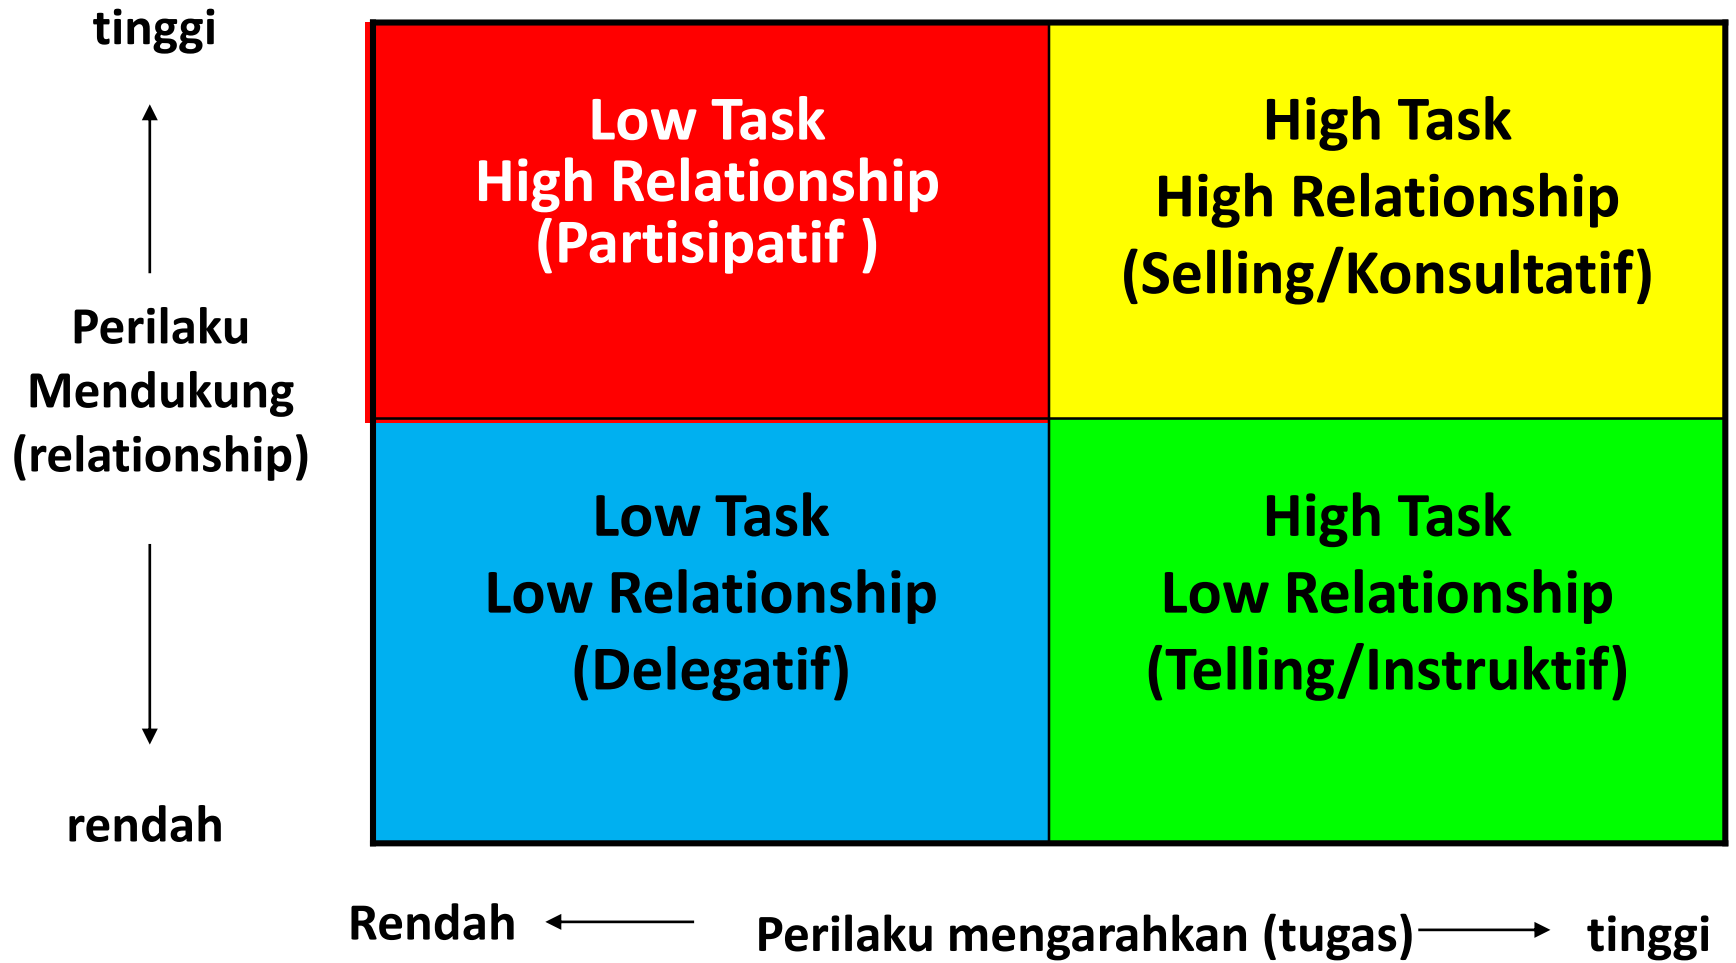 tinggi
Perilaku
Mendukung
(relationship)
rendah
Low Task
High Relationship
(Partisipatif )
High Task
High Relationship
(Selling/Konsultatif)
Low Task
Low Relationship
(Delegatif)
High Task
Low Relationship
(Telling/Instruktif)
Rendah
Perilaku mengarahkan (tugas)
tinggi